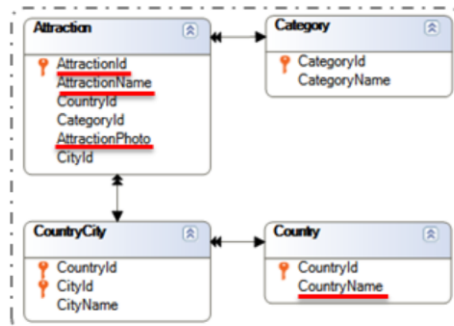 Attraction
AttractionId
AttractionName
CountryId
CategoryId
AttractionPhoto
CityId
Category
CategoryId
CategoryName
CountryCity
CountryId
CityId
CityName
Country
CountryId
CountryName